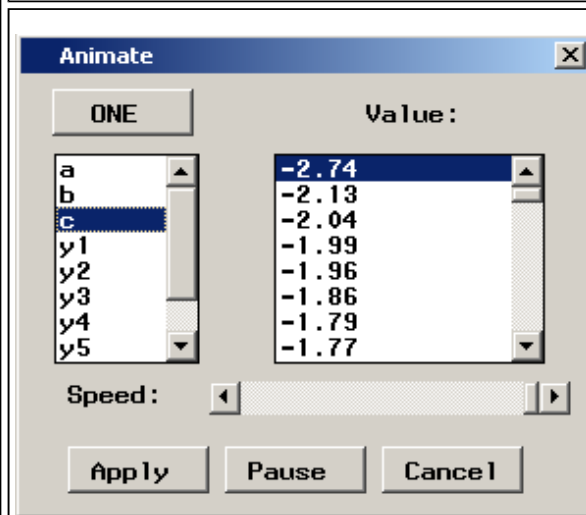 Animate
ONE
Value:
a
b
c
y1
y2
y3
y4
y5
-2.74
-2.13
-2.04
-1.99
-1.96
-1.86
-1.79
-1.77
Speed:
Apply
Pause
Cancel